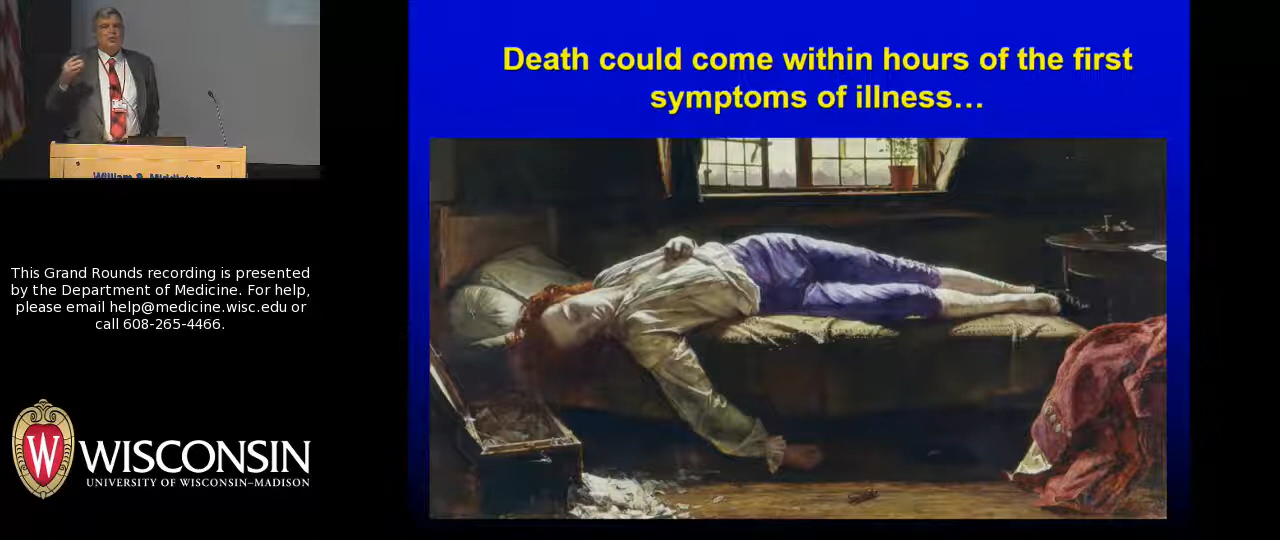 Death could come within hours of the first
symptoms of illness…
This Grand Rounds recording is presented
by the Department of Medicine. For help,
please email help@medicine.wisc.edu or
call 608-265-4466.
WISCONSIN
UNIVERSITY OF WISCONSIN–MADISON
W
William S. Middleton